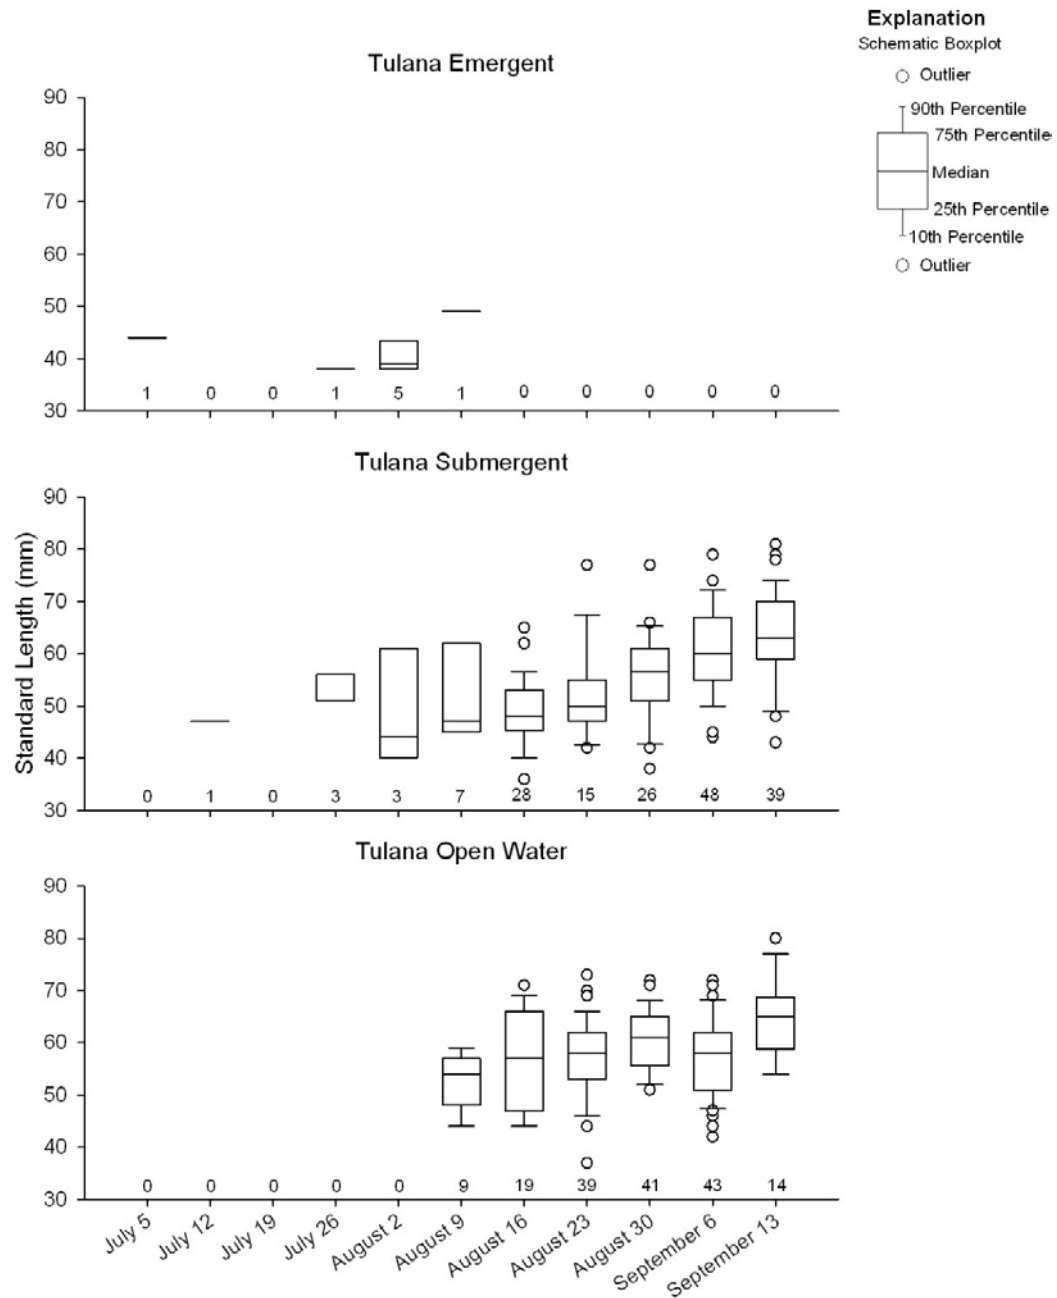 Explanation
Schematic Boxplot
Outlier
90th Percentile
75th Percentile
Median
25th Percentile
10th Percentile
Outlier
Tulana Emergent
90
80
70
60
50
40
30
1 0 0 1 5 1 0 0 0 0 0
Tulana Submergent
Standard Length (mm)
90
80
70
60
50
40
30
0 1 0 3 3 7 28 15 26 48 39
Tulana Open Water
90
80
70
60
50
40
30
0 0 0 0 0 9 19 39 41 43 14
July 5
July 12
July 19
July 26
August 2
August 9
August 16
August 23
August 30
September 6
September 13